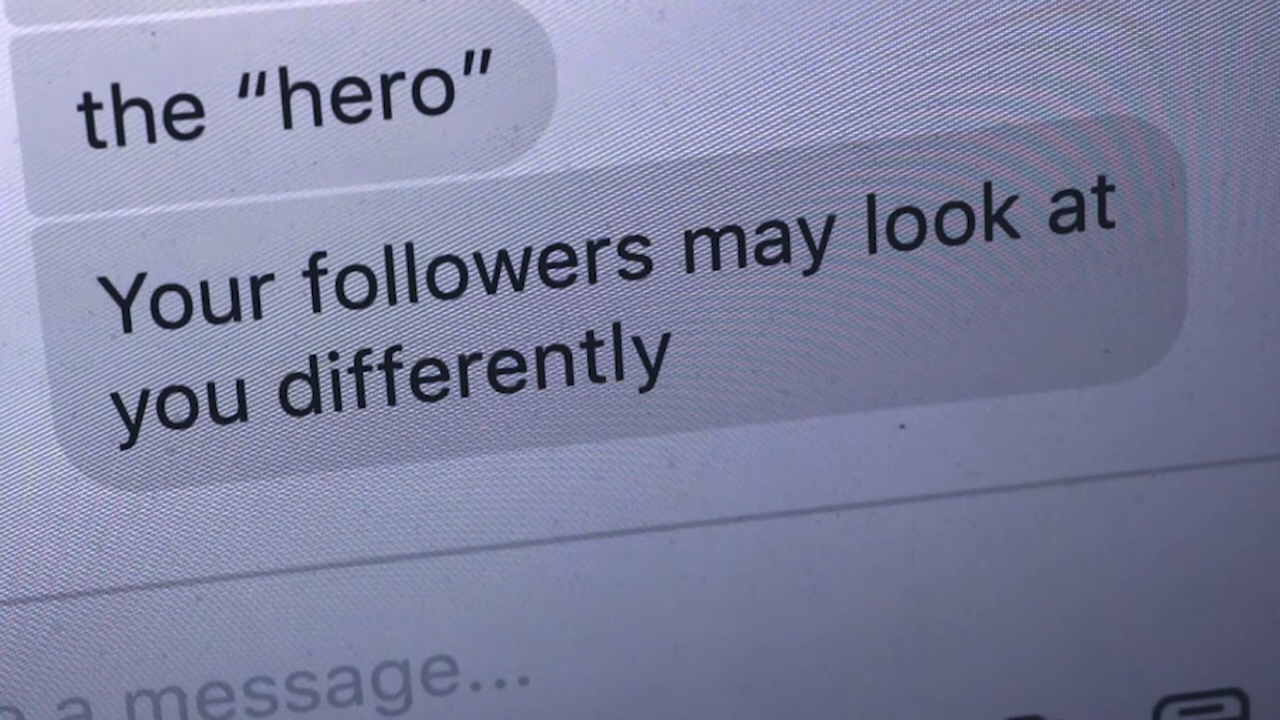 the “hero”
Your followers may look at
you differently
a message...